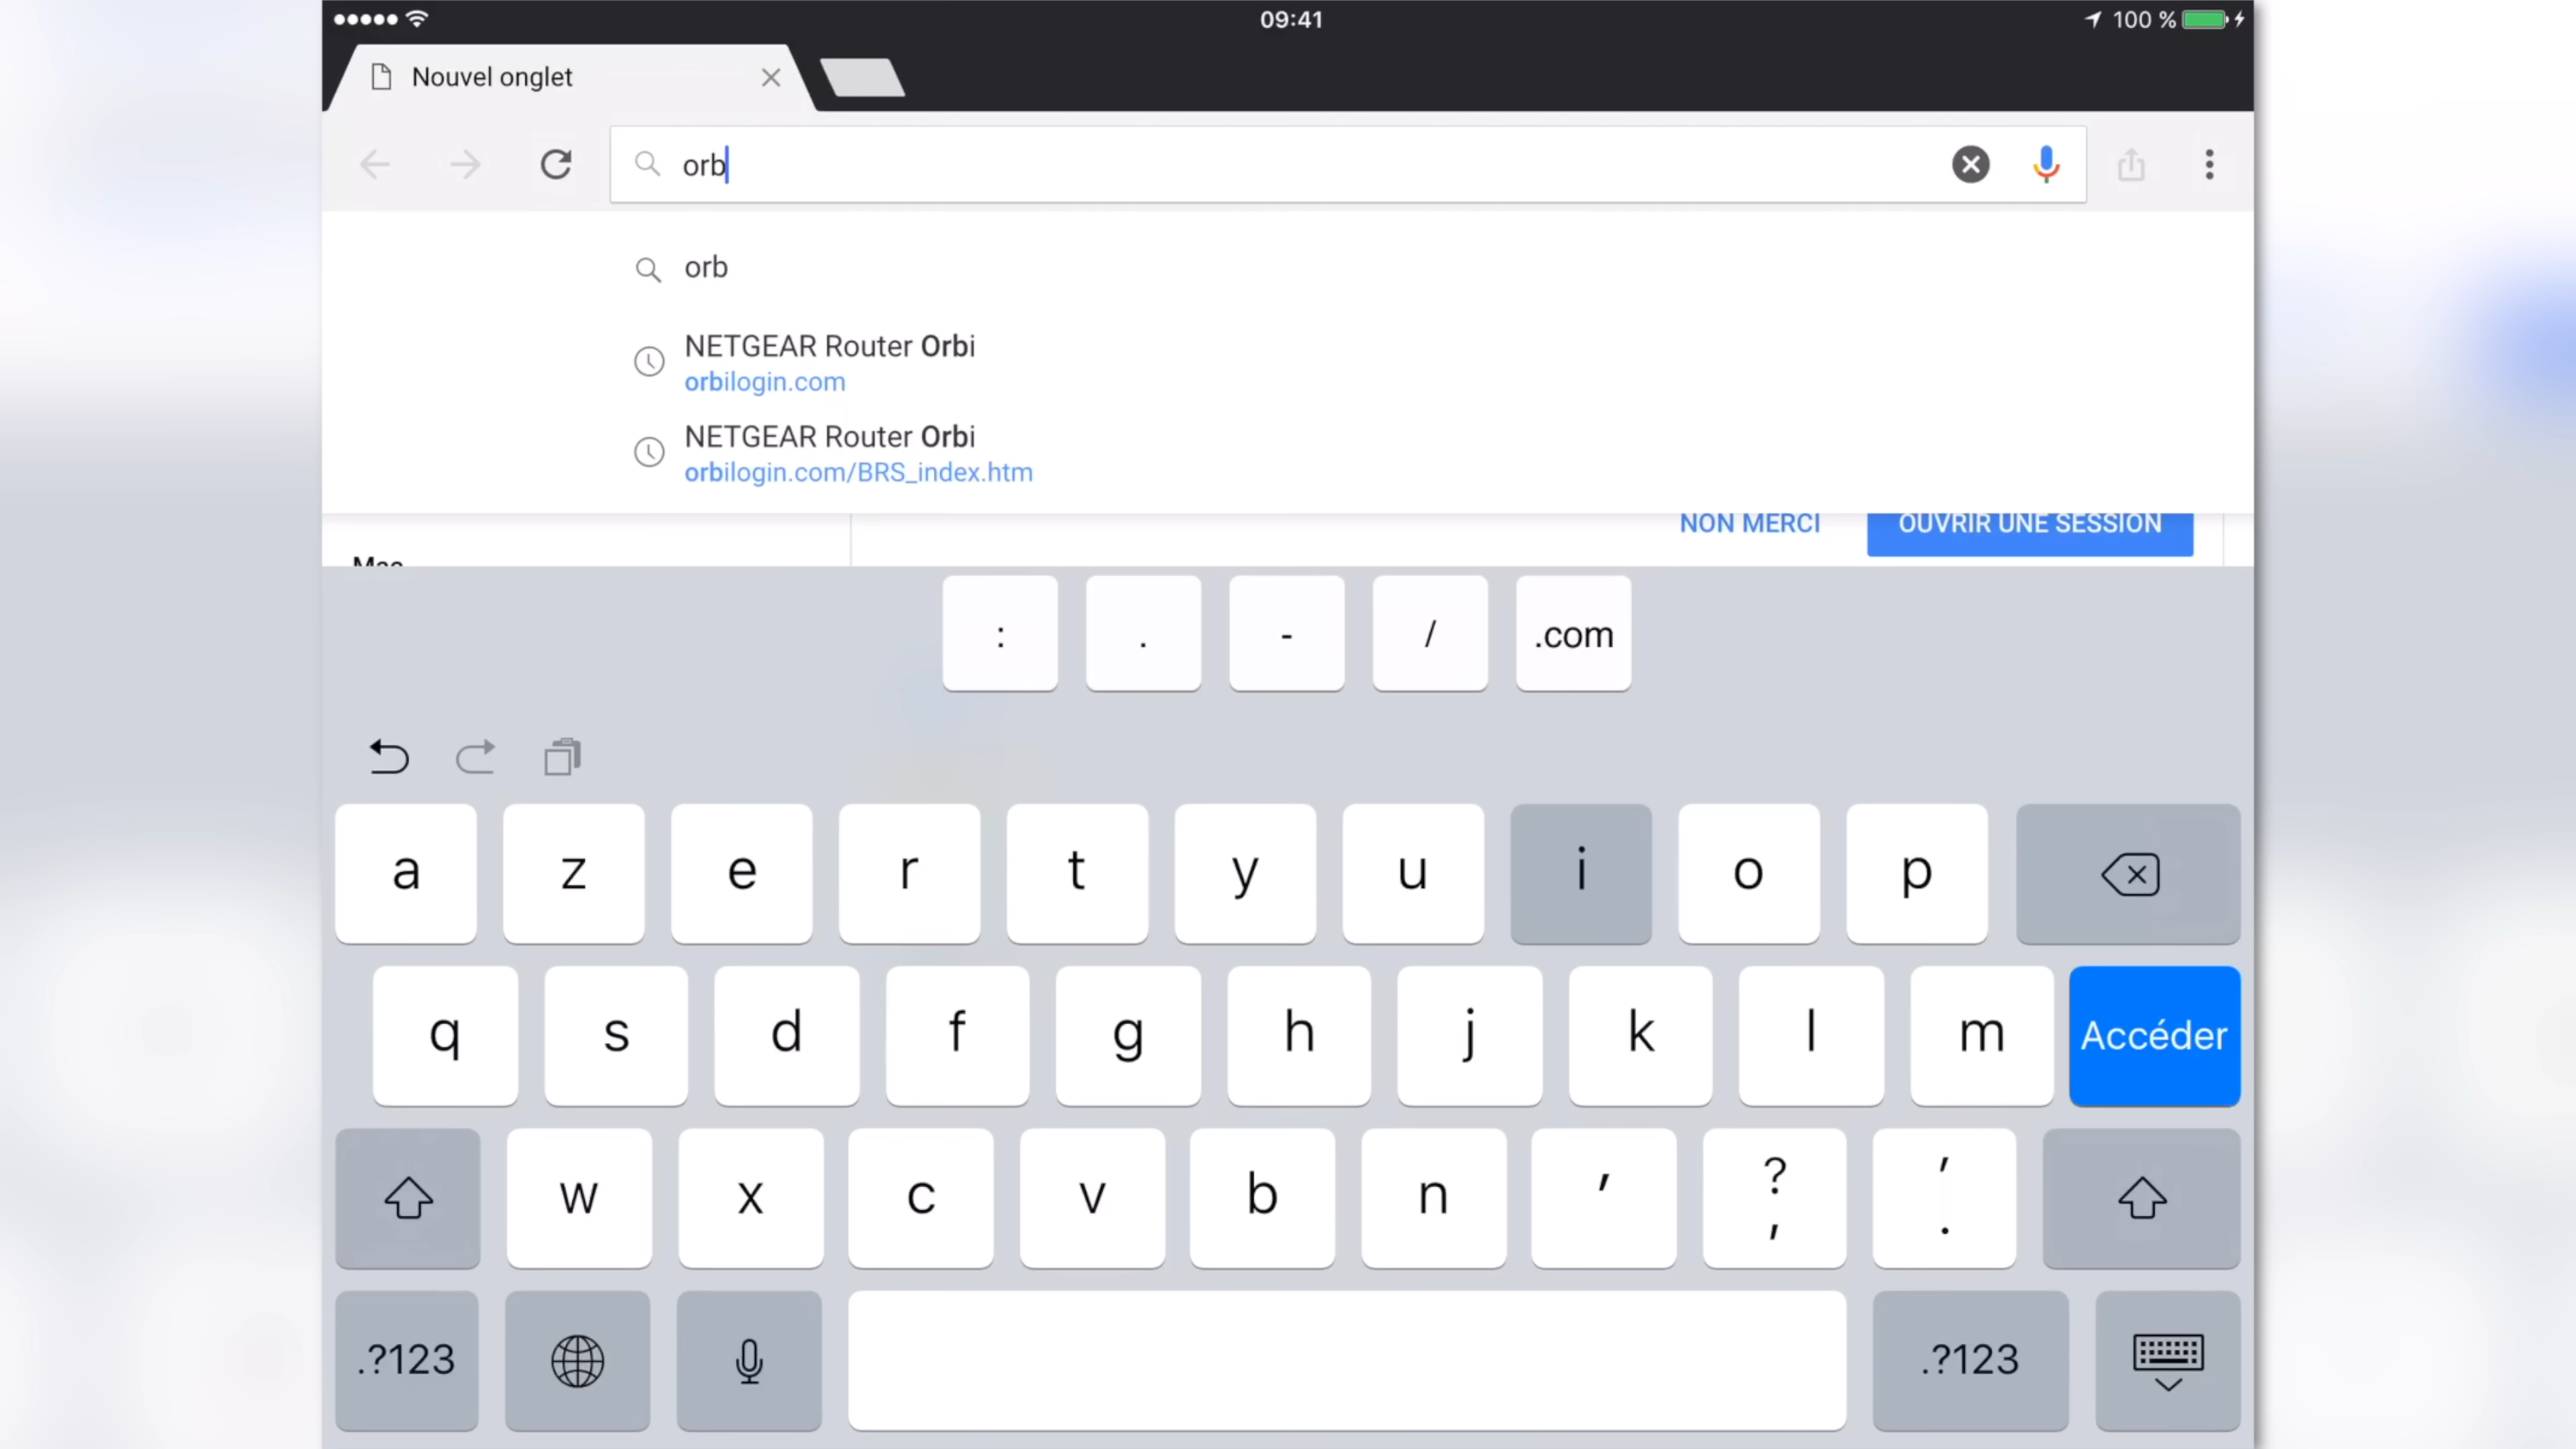 09:41
100 %
Nouvel onglet
orb
orb
NETGEAR Router Orbi
orbilogin.com
NETGEAR Router Orbi
orbilogin.com/BRS_index.htm
NON MERCI
OUVRIR UNE SESSION
: . - / .com
a z e r t y u i o p
q s d f g h j k l m Accéder
w x c v b n ' ? , ' .
.?123 .?123